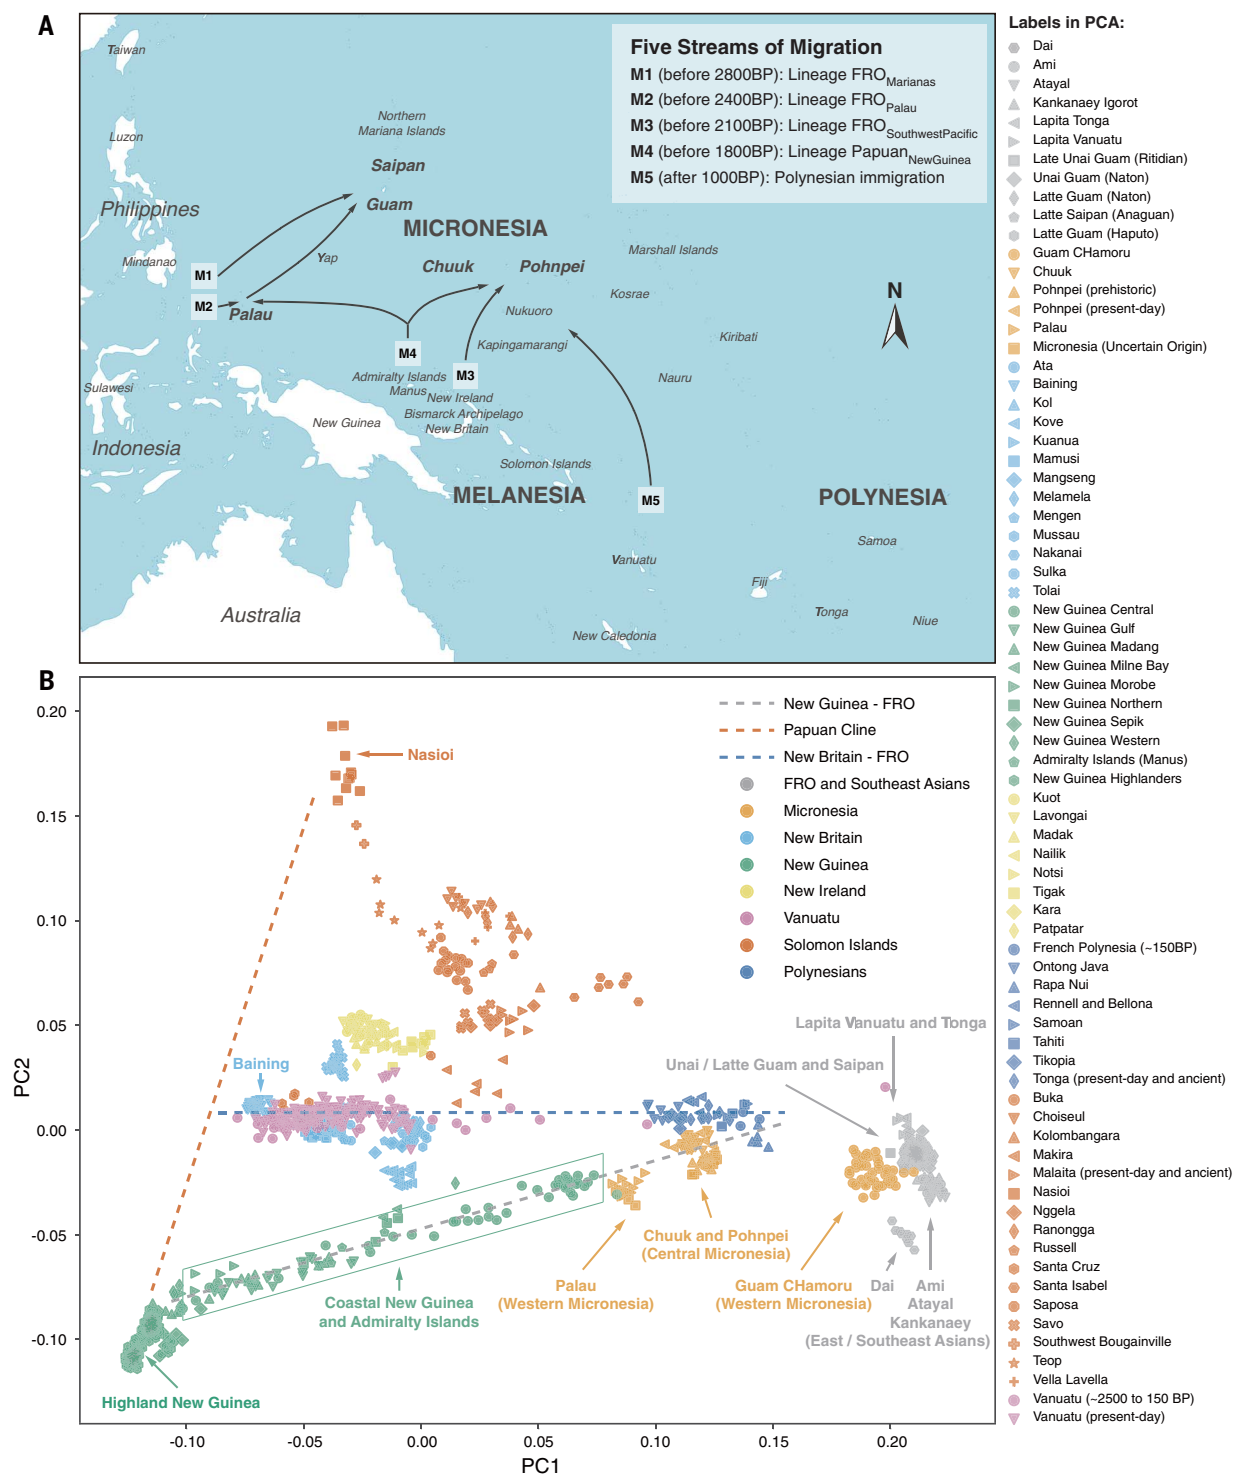 A
Taiwan
Luzon
Philippines
Mindanao
Northern
Mariana Islands
Saipan
Guam
MICRONESIA
Yap
Chuuk
Pohnpei
Marshall Islands
Kosrae
Nukuoro
Kapingamarangi
Kiribati
Nauru
Palau
M1
M2
M4
M3
M5
Admiralty Islands
Manus
New Ireland
Bismarck Archipelago
New Britain
New Guinea
Sulawesi
Indonesia
Solomon Islands
MELANESIA
POLYNESIA
Samoa
Vanuatu
Fiji
Tonga
Niue
New Caledonia
Australia
N
Five Streams of Migration
M1 (before 2800BP): Lineage FROMarianas
M2 (before 2400BP): Lineage FROPalau
M3 (before 2100BP): Lineage FROSouthwestPacific
M4 (before 1800BP): Lineage PapuanNewGuinea
M5 (after 1000BP): Polynesian immigration
B
PC2
0.20
0.15
0.10
0.05
0.00
-0.05
-0.10
-0.10
-0.05
0.00
0.05
0.10
0.15
0.20
PC1
New Guinea - FRO
Papuan Cline
New Britain - FRO
FRO and Southeast Asians
Micronesia
New Britain
New Guinea
New Ireland
Vanuatu
Solomon Islands
Polynesians
Nasioi
Baining
Lapita Vanuatu and Tonga
Unai / Latte Guam and Saipan
Chuuk and Pohnpei
(Central Micronesia)
Palau
(Western Micronesia)
Guam CHamoru
(Western Micronesia)
Dai
Ami
Atayal
Kankanaey
(East / Southeast Asians)
Coastal New Guinea
and Admiralty Islands
Highland New Guinea
Labels in PCA:
Dai
Ami
Atayal
Kankanaey Igorot
Lapita Tonga
Lapita Vanuatu
Late Unai Guam (Ritidian)
Unai Guam (Naton)
Latte Guam (Naton)
Latte Saipan (Anaguan)
Latte Guam (Haputo)
Guam CHamoru
Chuuk
Pohnpei (prehistoric)
Pohnpei (present-day)
Palau
Micronesia (Uncertain Origin)
Ata
Baining
Kol
Kove
Kuanua
Mamusi
Mangseng
Melamela
Mengen
Mussau
Nakanai
Sulka
Tolai
New Guinea Central
New Guinea Gulf
New Guinea Madang
New Guinea Milne Bay
New Guinea Morobe
New Guinea Northern
New Guinea Sepik
New Guinea Western
Admiralty Islands (Manus)
New Guinea Highlanders
Kuot
Lavongai
Madak
Nailik
Notsi
Tigak
Kara
Patpatar
French Polynesia (~150BP)
Ontong Java
Rapa Nui
Rennell and Bellona
Samoan
Tahiti
Tikopia
Tonga (present-day and ancient)
Buka
Choiseul
Kolombangara
Makira
Malaita (present-day and ancient)
Nasioi
Nggela
Ranongga
Russell
Santa Cruz
Santa Isabel
Saposa
Savo
Southwest Bougainville
Teop
Vella Lavella
Vanuatu (~2500 to 150 BP)
Vanuatu (present-day)